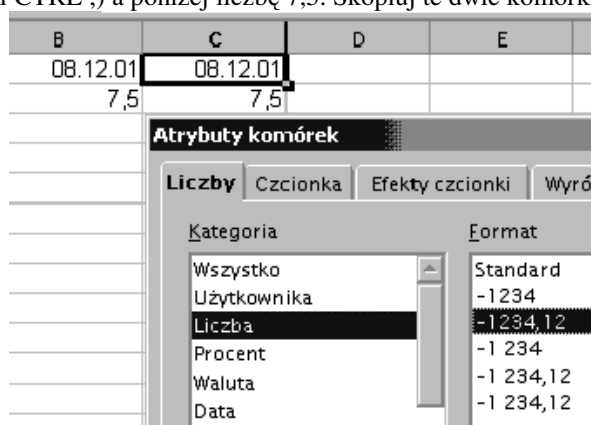 CTRL ;) a poniżej liczbę 7,5. Skopiuj te dwie komórki
B C D E
08.12.01 08.12.01
7,5 7,5
Atrybuty komórek
Liczby Czcionka Efekty czcionki Wyró
Kategoria Format
Wszystko Standard
Użytkownika -1234
Liczba -1234,12
Procent -1 234
Waluta -1 234,12
Data -1 234,12